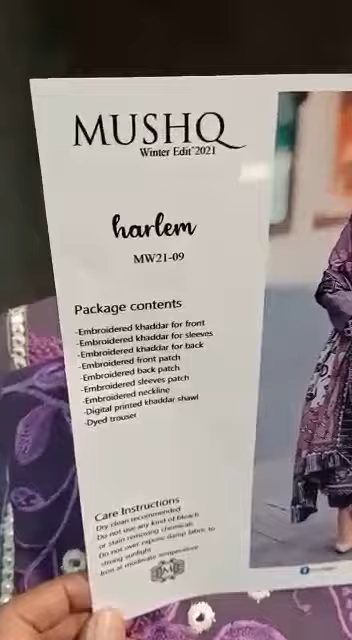 MUSHQ
Winter Edit'2021
harlem
MW21-09
Package contents
-Embroidered khaddar for front
-Embroidered khaddar for sleeves
-Embroidered khaddar for back
-Embroidered front patch
-Embroidered back patch
-Embroidered sleeves patch
-Embroidered neckline
-Digital printed khaddar shawl
-Dyed trouser
Care Instructions
Dry clean recommended
Do not use any kind of bleach
or stain removing chemicals
Do not over expose damp fabric to
strong sunlight
Iron at moderate temperature